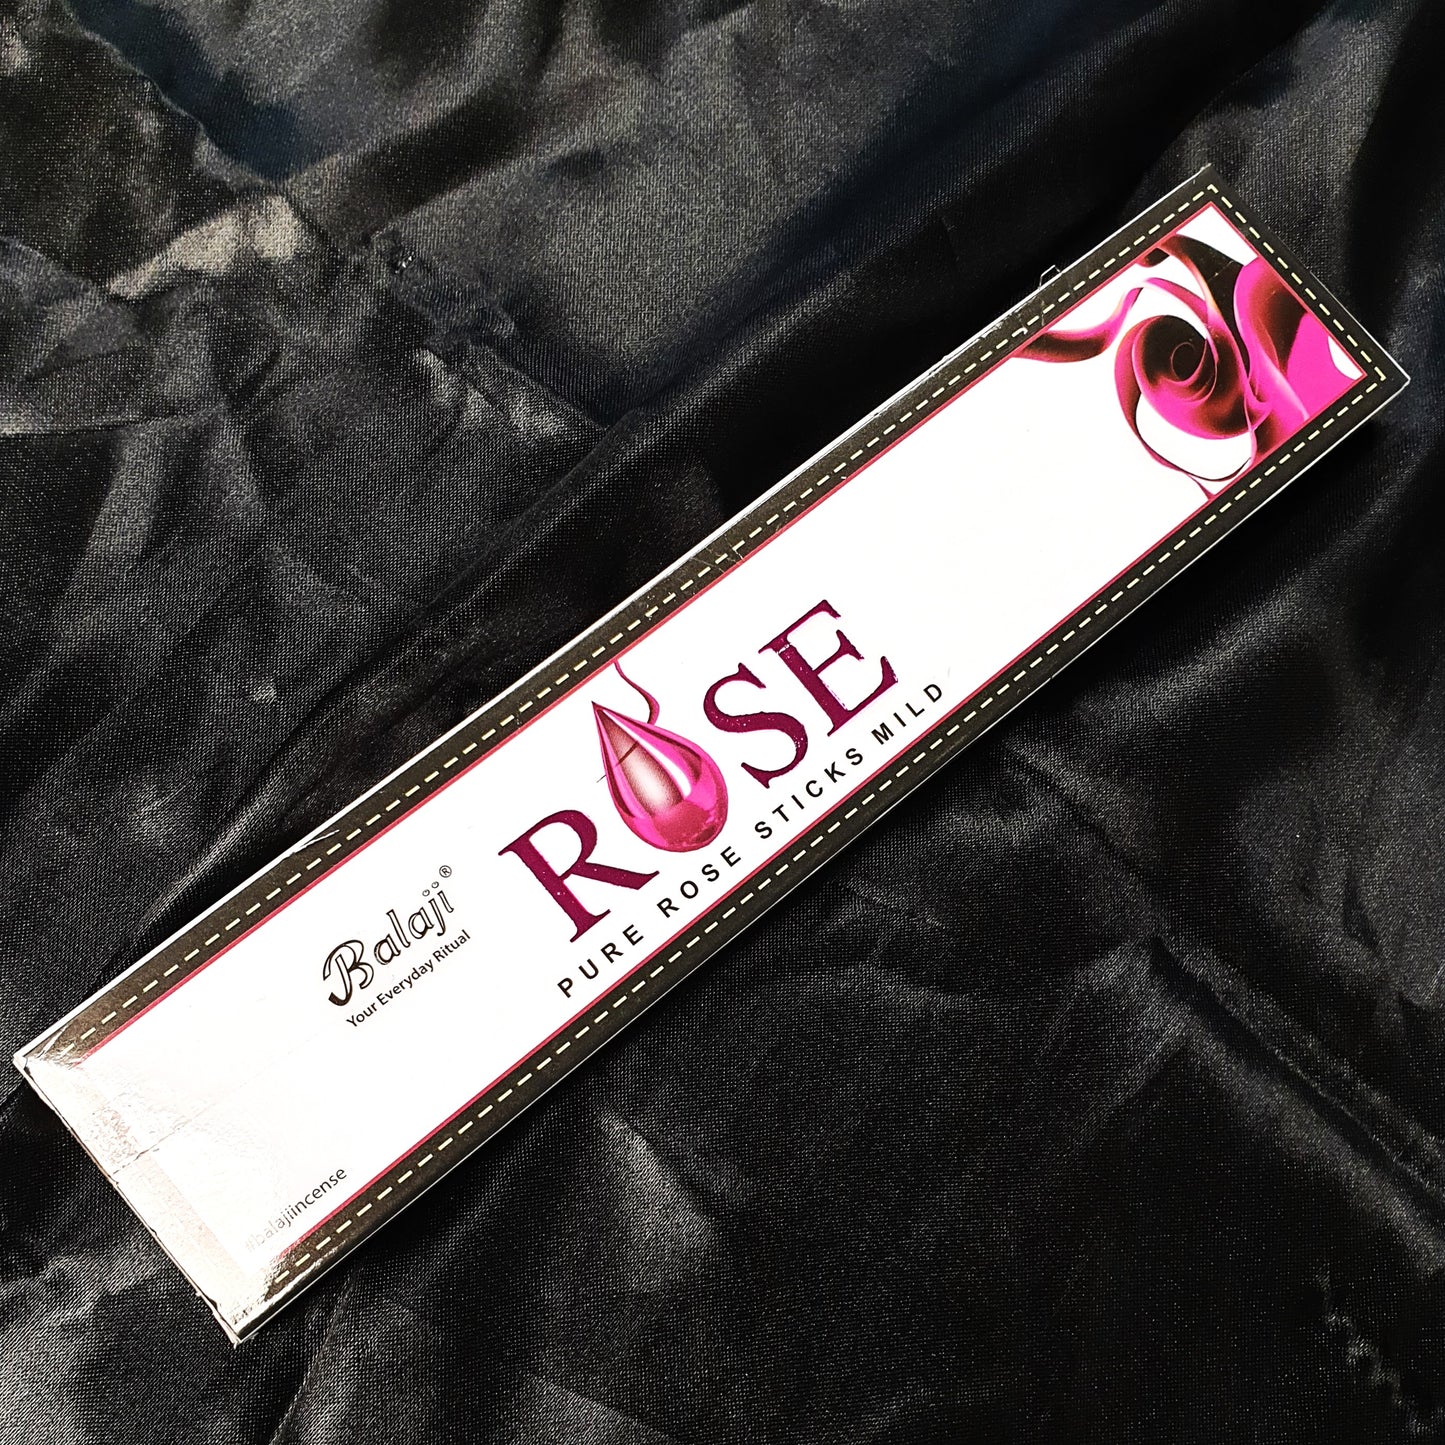 Balaji®
Your Everyday Ritual
ROSE
PURE ROSE STICKS MILD
#balajiincense